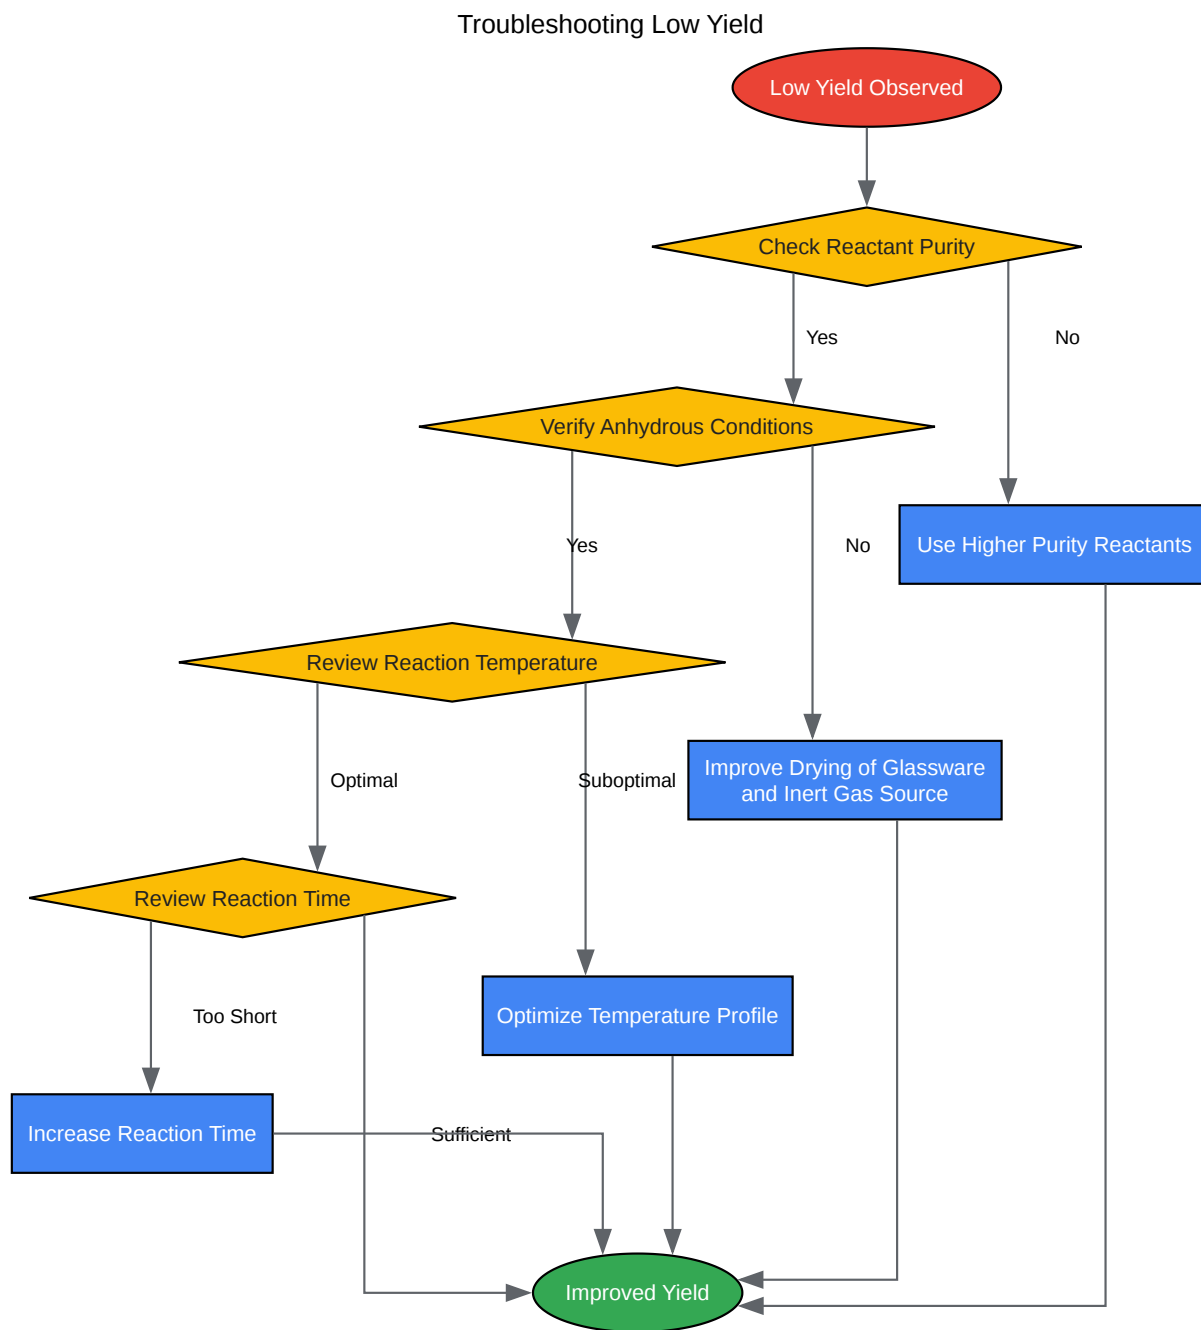 Troubleshooting Low Yield
Low Yield Observed
Check Reactant Purity
Yes
No
Verify Anhydrous Conditions
Yes
No
Use Higher Purity Reactants
Review Reaction Temperature
Optimal
Suboptimal
Improve Drying of Glassware
and Inert Gas Source
Review Reaction Time
Too Short
Optimize Temperature Profile
Increase Reaction Time
Sufficient
Improved Yield